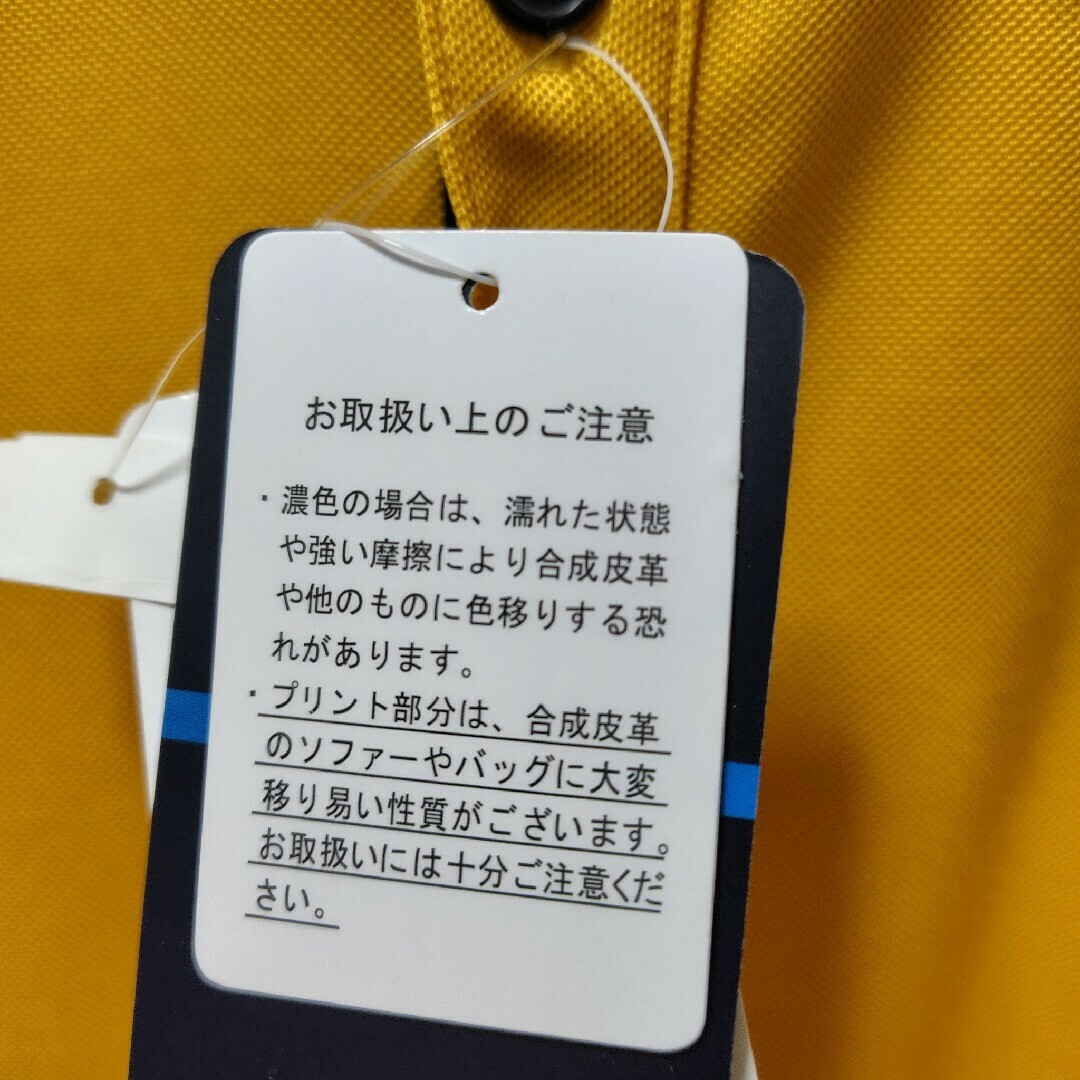 お取扱い上のご注意
・濃色の場合は、濡れた状態
や強い摩擦により合成皮革
や他のものに色移りする恐
れがあります。
・プリント部分は、合成皮革
のソファーやバッグに大変
移り易い性質がございます。
お取扱いには十分ご注意くだ
さい。